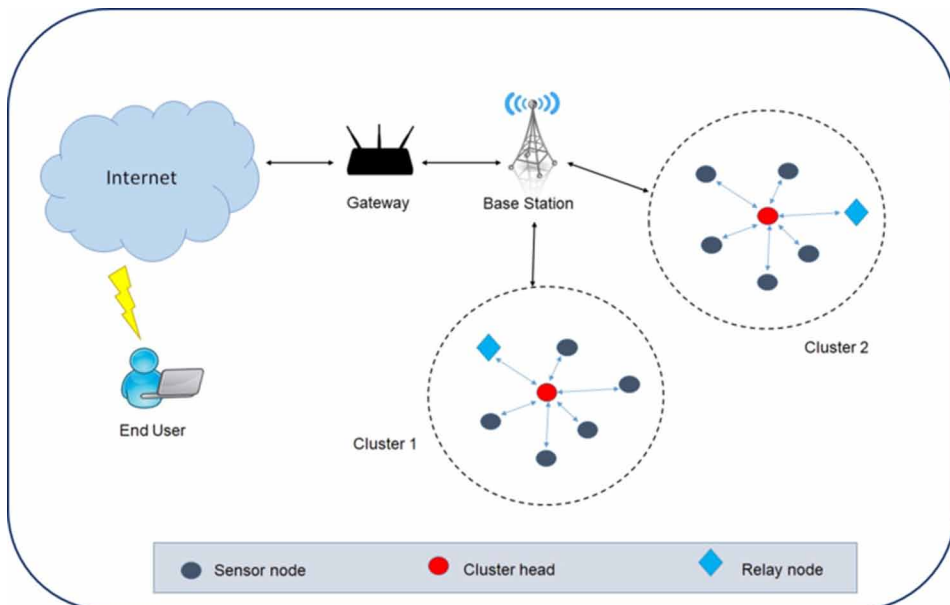 Internet
Gateway
Base Station
End User
Cluster 1
Cluster 2
Sensor node
Cluster head
Relay node